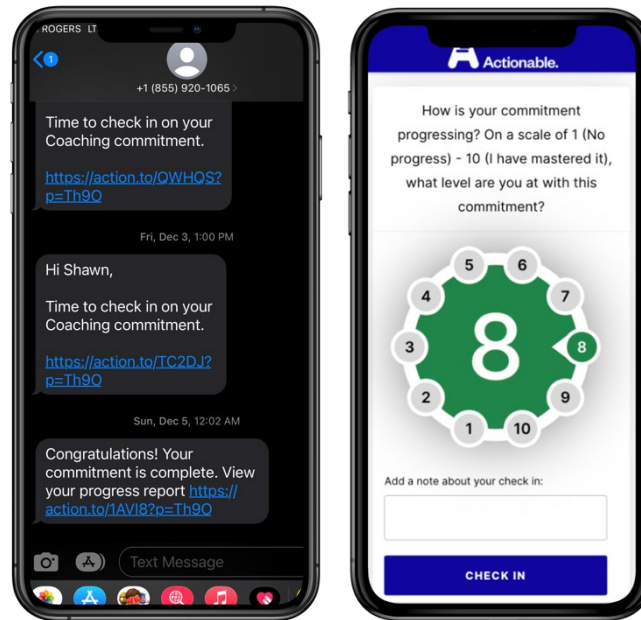 ROGERS LT
1
+1 (855) 920-1065
Time to check in on your
Coaching commitment.
https://action.to/QWHQS?
p=Th9O
Fri, Dec 3, 1:00 PM
Hi Shawn,
Time to check in on your
Coaching commitment.
https://action.to/TC2DJ?
p=Th9O
Sun, Dec 5, 12:02 AM
Congratulations! Your
commitment is complete. View
your progress report https://
action.to/1AVI8?p=Th9O
Text Message
Actionable.
How is your commitment
progressing? On a scale of 1 (No
progress) - 10 (I have mastered it),
what level are you at with this
commitment?
5
6
4
7
3
8
8
2
9
1
10
Add a note about your check in:
CHECK IN